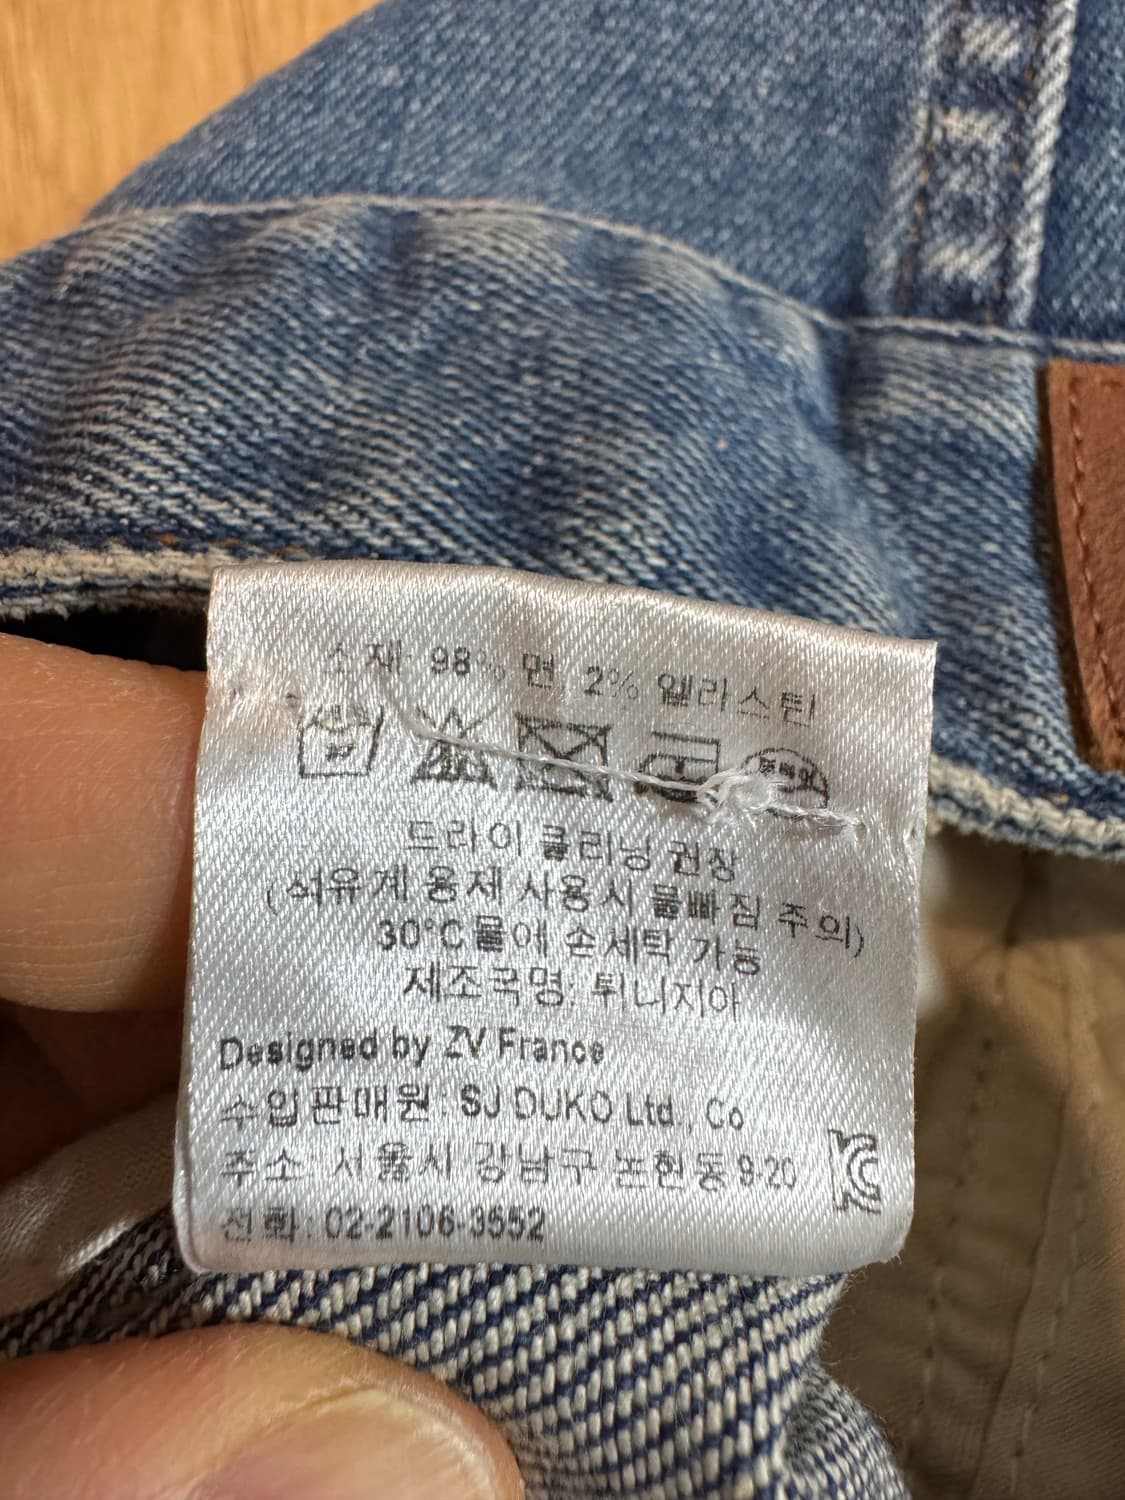 소재: 98% 면, 2% 엘라스틴
드라이 클리닝 권장
(석유계 용제 사용시 물빠짐 주의)
30°C물에 손세탁 가능
제조국명: 튀니지아
Designed by ZV France
수입판매원: SJ DUKO Ltd., Co
주소: 서울시 강남구 논현동 9-20
전화: 02-2106-3552